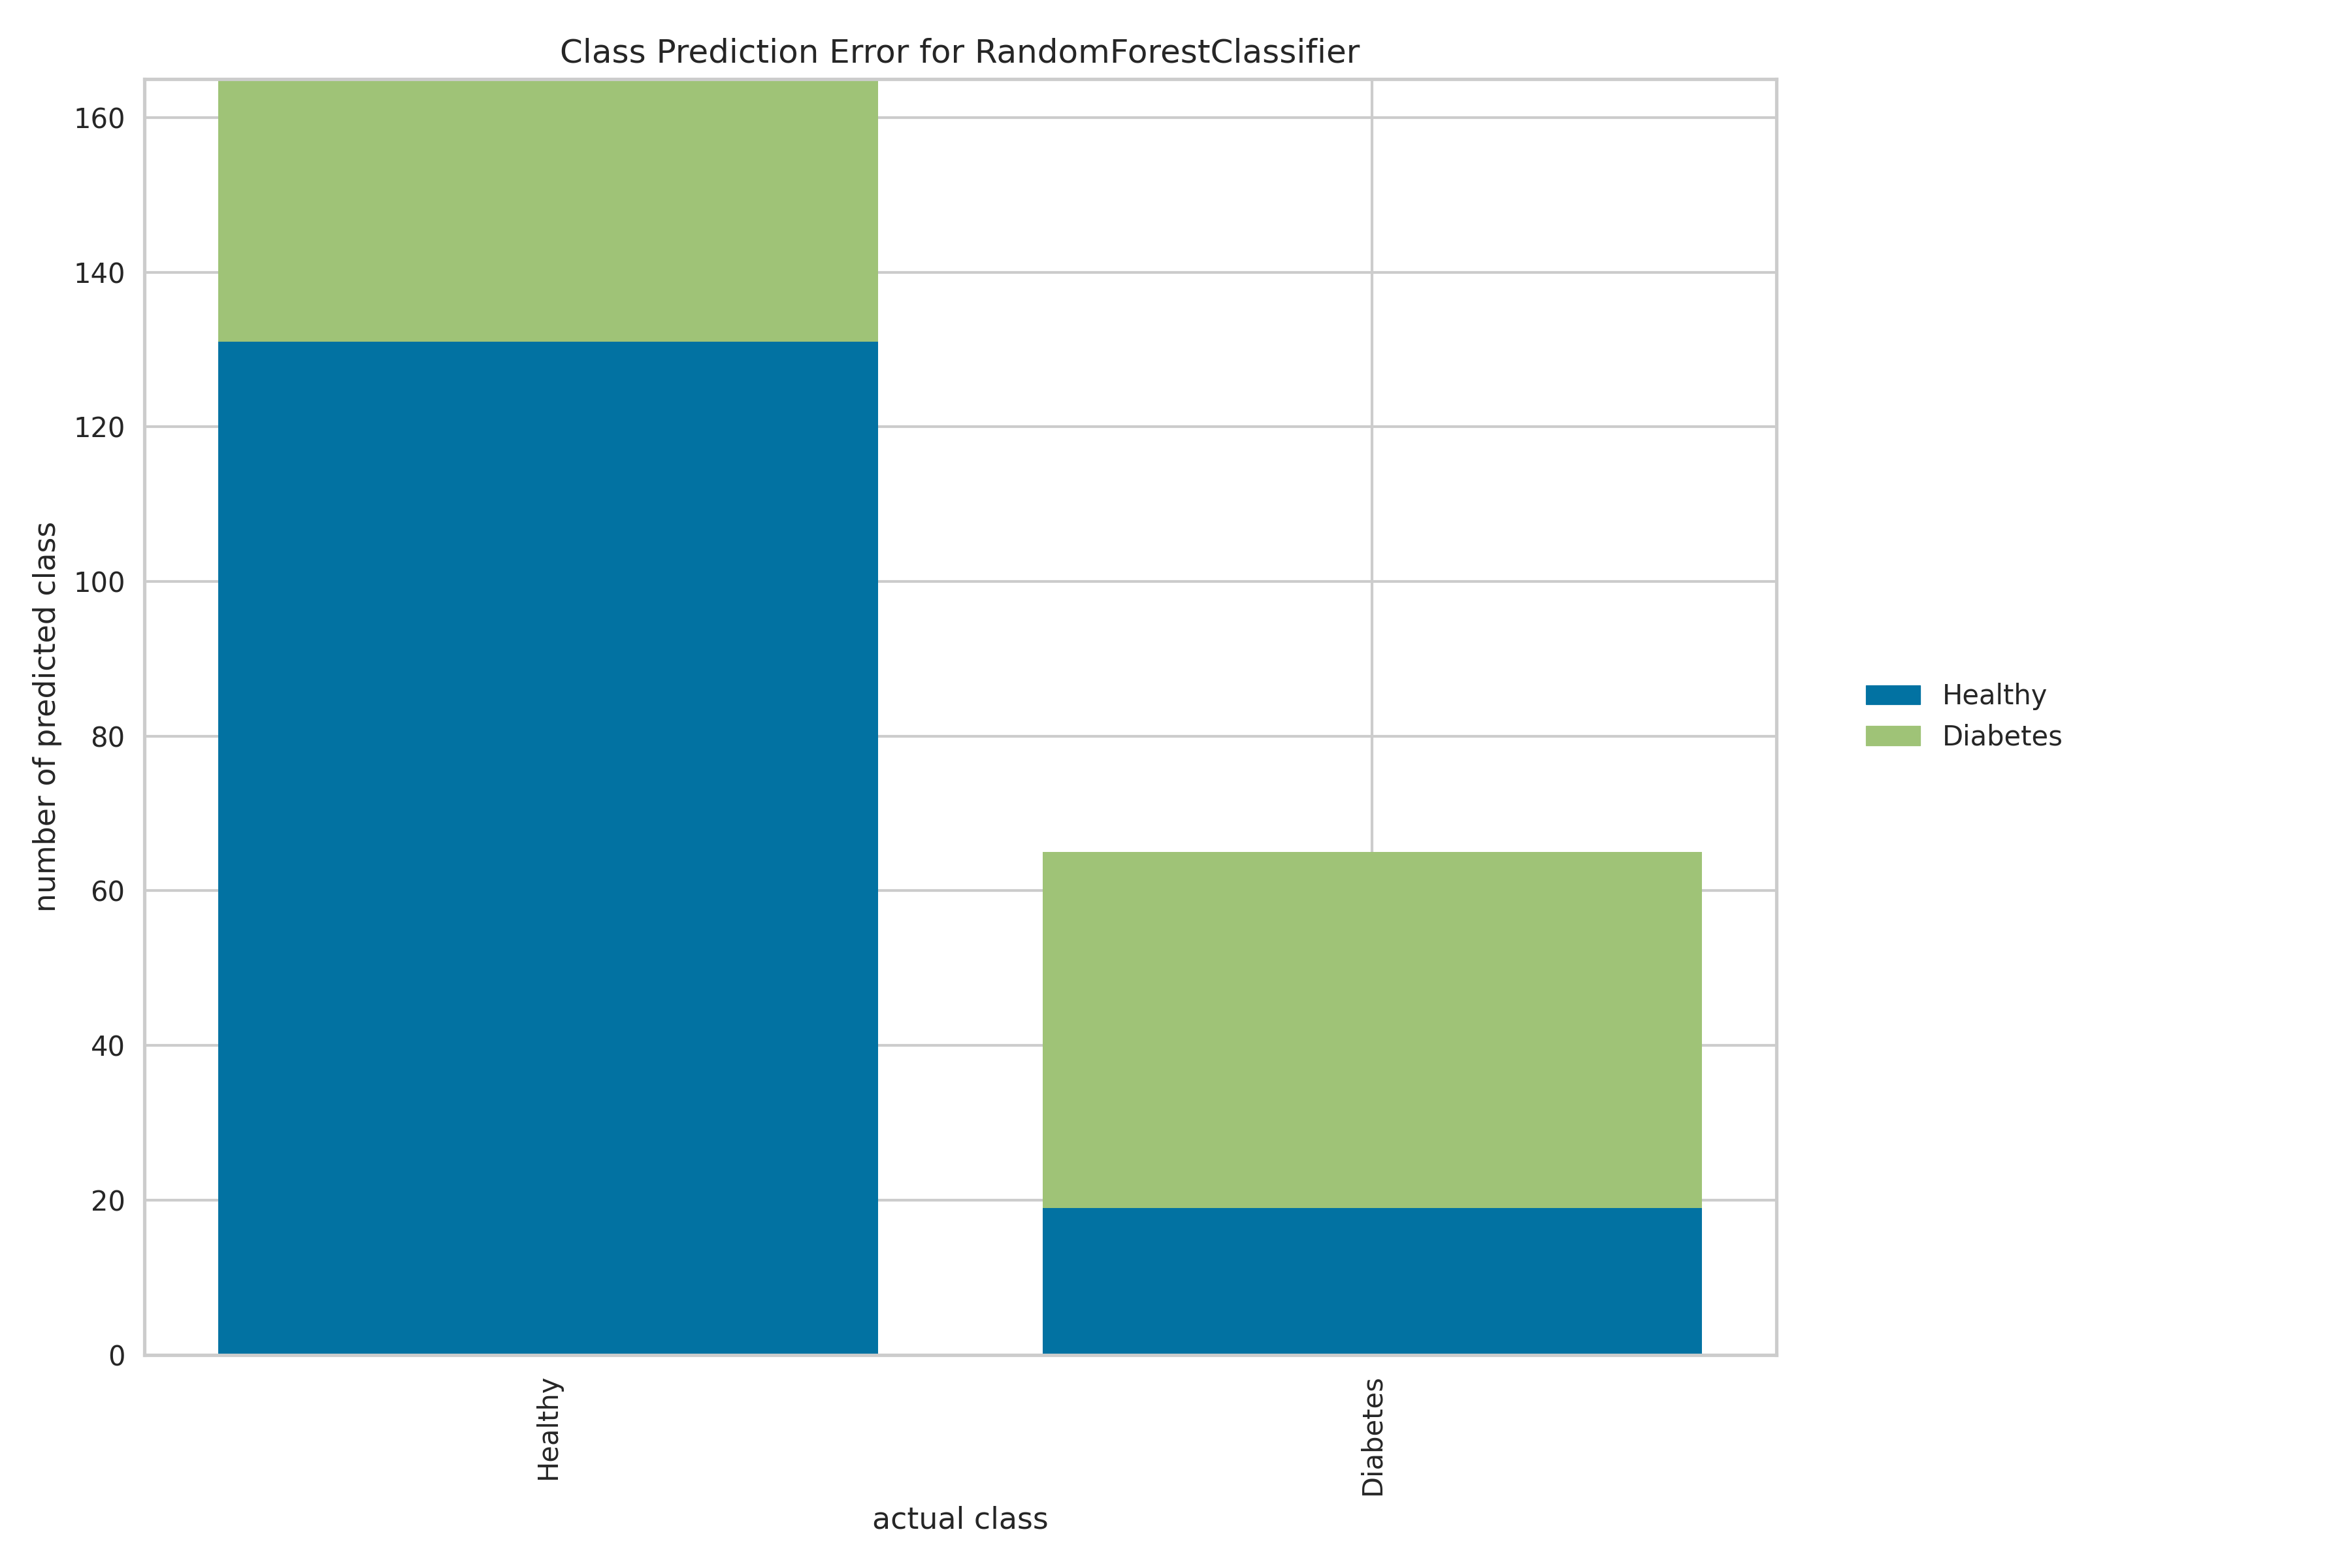 Class Prediction Error for RandomForestClassifier
160
140
120
100
80
60
40
20
0
number of predicted class
Healthy
Diabetes
actual class
Healthy
Diabetes